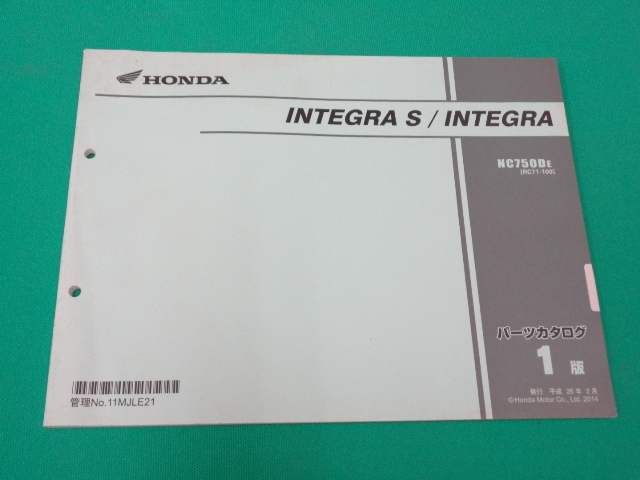 HONDA
INTEGRA S / INTEGRA
NC750DE
(RC71-100)
パーツカタログ
1 版
発行 平成 26 年 2 月
©Honda Motor Co., Ltd. 2014
管理No.11MJLE21